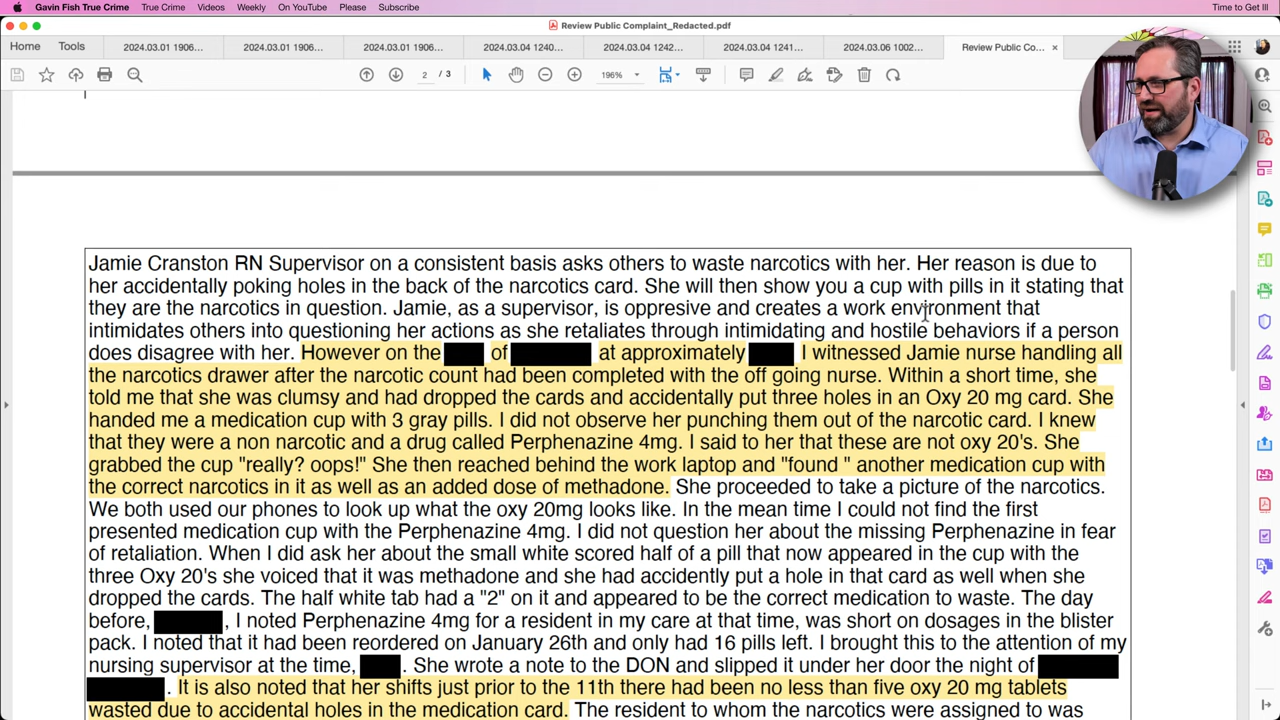 Gavin Fish True Crime True Crime Videos Weekly On YouTube Please Subscribe Time to Get Ill
Review Public Complaint_Redacted.pdf
Home Tools 2024.03.01 1906... 2024.03.01 1906... 2024.03.01 1906... 2024.03.04 1240... 2024.03.04 1242... 2024.03.04 1241... 2024.03.06 1002... Review Public Co... ×
2 / 3 196%
Jamie Cranston RN Supervisor on a consistent basis asks others to waste narcotics with her. Her reason is due to
her accidentally poking holes in the back of the narcotics card. She will then show you a cup with pills in it stating that
they are the narcotics in question. Jamie, as a supervisor, is oppresive and creates a work environment that
intimidates others into questioning her actions as she retaliates through intimidating and hostile behaviors if a person
does disagree with her. However on the of at approximately I witnessed Jamie nurse handling all
the narcotics drawer after the narcotic count had been completed with the off going nurse. Within a short time, she
told me that she was clumsy and had dropped the cards and accidentally put three holes in an Oxy 20 mg card. She
handed me a medication cup with 3 gray pills. I did not observe her punching them out of the narcotic card. I knew
that they were a non narcotic and a drug called Perphenazine 4mg. I said to her that these are not oxy 20's. She
grabbed the cup "really? oops!" She then reached behind the work laptop and "found " another medication cup with
the correct narcotics in it as well as an added dose of methadone. She proceeded to take a picture of the narcotics.
We both used our phones to look up what the oxy 20mg looks like. In the mean time I could not find the first
presented medication cup with the Perphenazine 4mg. I did not question her about the missing Perphenazine in fear
of retaliation. When I did ask her about the small white scored half of a pill that now appeared in the cup with the
three Oxy 20's she voiced that it was methadone and she had accidently put a hole in that card as well when she
dropped the cards. The half white tab had a "2" on it and appeared to be the correct medication to waste. The day
before, , I noted Perphenazine 4mg for a resident in my care at that time, was short on dosages in the blister
pack. I noted that it had been reordered on January 26th and only had 16 pills left. I brought this to the attention of my
nursing supervisor at the time, . She wrote a note to the DON and slipped it under her door the night of
. It is also noted that her shifts just prior to the 11th there had been no less than five oxy 20 mg tablets
wasted due to accidental holes in the medication card. The resident to whom the narcotics were assigned to was